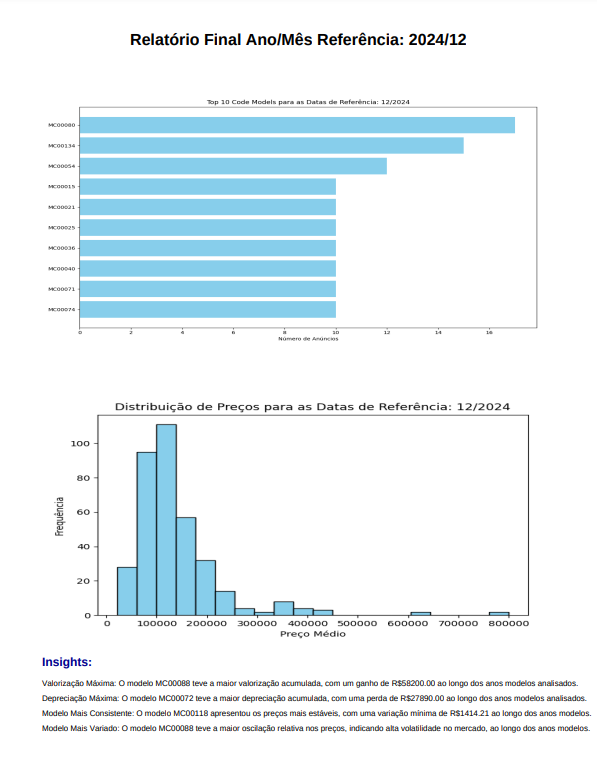 Relatório Final Ano/Mês Referência: 2024/12
Top 10 Code Models para as Datas de Referência: 12/2024
MC00080
MC00134
MC00054
MC00015
MC00021
MC00025
MC00036
MC00040
MC00071
MC00074
0 2 4 6 8 10 12 14 16
Número de Anúncios
Distribuição de Preços para as Datas de Referência: 12/2024
100
80
60
40
20
0
Frequência
0 100000 200000 300000 400000 500000 600000 700000 800000
Preço Médio
Insights:
Valorização Máxima: O modelo MC00088 teve a maior valorização acumulada, com um ganho de R$58200.00 ao longo dos anos modelos analisados.
Depreciação Máxima: O modelo MC00072 teve a maior depreciação acumulada, com uma perda de R$27890.00 ao longo dos anos modelos analisados.
Modelo Mais Consistente: O modelo MC00118 apresentou os preços mais estáveis, com uma variação mínima de R$1414.21 ao longo dos anos modelos.
Modelo Mais Variado: O modelo MC00088 teve a maior oscilação relativa nos preços, indicando alta volatilidade no mercado, ao longo dos anos modelos.